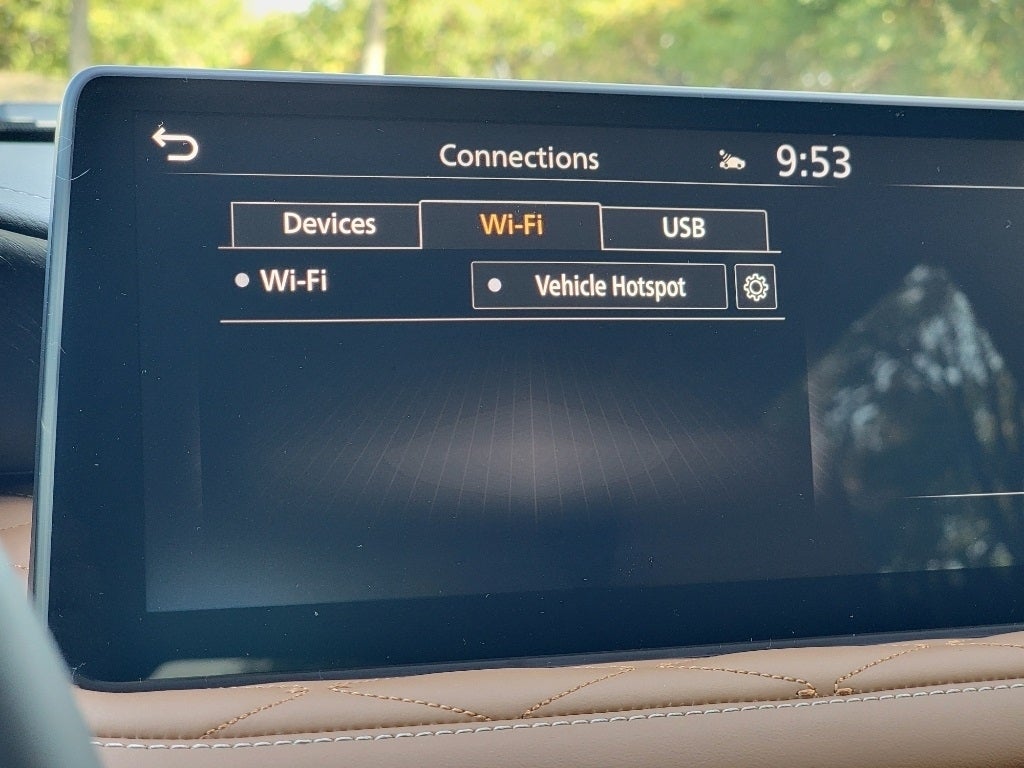 Connections 9:53
Devices Wi-Fi USB
Wi-Fi Vehicle Hotspot